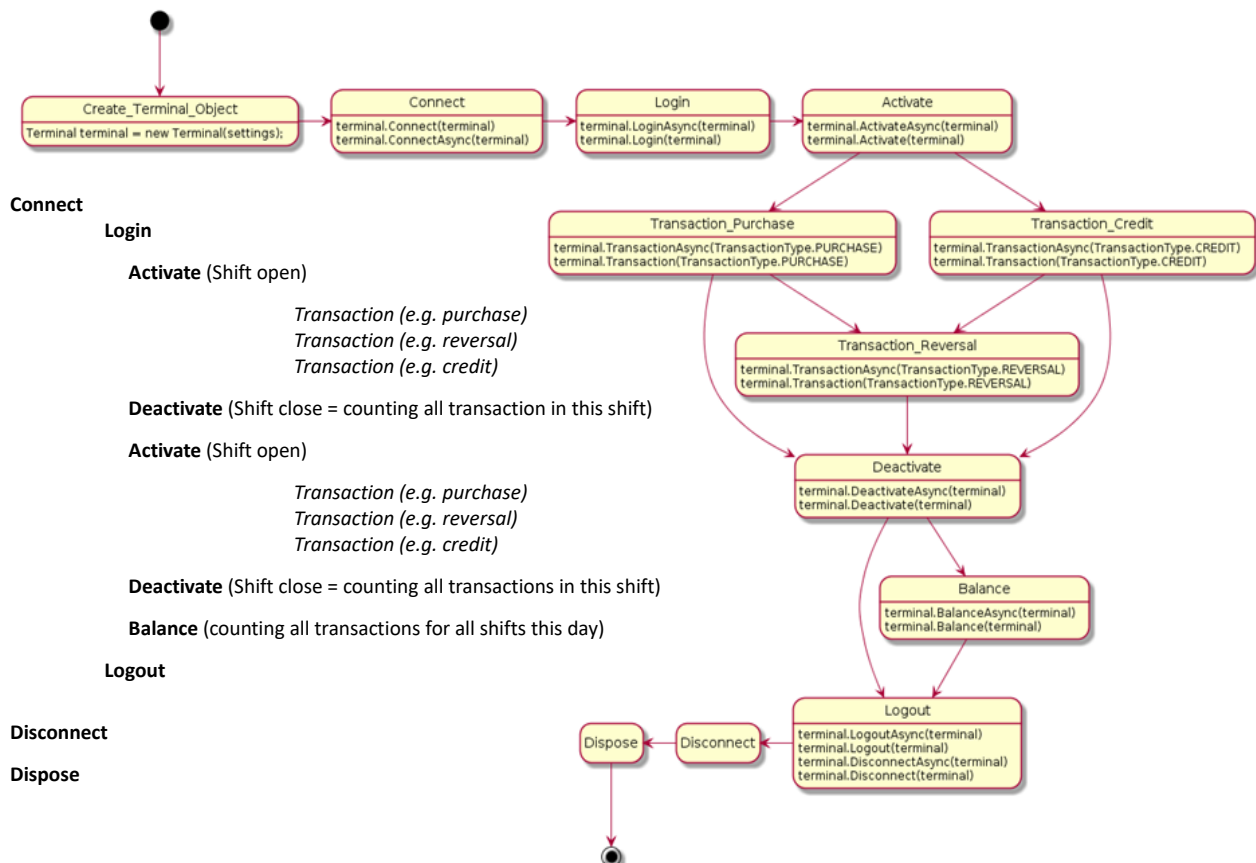 Create_Terminal_Object
Terminal terminal = new Terminal(settings);
Connect
terminal.Connect(terminal)
terminal.ConnectAsync(terminal)
Login
terminal.LoginAsync(terminal)
terminal.Login(terminal)
Activate
terminal.ActivateAsync(terminal)
terminal.Activate(terminal)
Connect
Login
Activate (Shift open)
Transaction (e.g. purchase)
Transaction (e.g. reversal)
Transaction (e.g. credit)
Deactivate (Shift close = counting all transaction in this shift)
Activate (Shift open)
Transaction (e.g. purchase)
Transaction (e.g. reversal)
Transaction (e.g. credit)
Deactivate (Shift close = counting all transactions in this shift)
Balance (counting all transactions for all shifts this day)
Logout
Disconnect
Dispose
Transaction_Purchase
terminal.TransactionAsync(TransactionType.PURCHASE)
terminal.Transaction(TransactionType.PURCHASE)
Transaction_Credit
terminal.TransactionAsync(TransactionType.CREDIT)
terminal.Transaction(TransactionType.CREDIT)
Transaction_Reversal
terminal.TransactionAsync(TransactionType.REVERSAL)
terminal.Transaction(TransactionType.REVERSAL)
Deactivate
terminal.DeactivateAsync(terminal)
terminal.Deactivate(terminal)
Balance
terminal.BalanceAsync(terminal)
terminal.Balance(terminal)
Logout
terminal.LogoutAsync(terminal)
terminal.Logout(terminal)
terminal.DisconnectAsync(terminal)
terminal.Disconnect(terminal)
Disconnect
Dispose